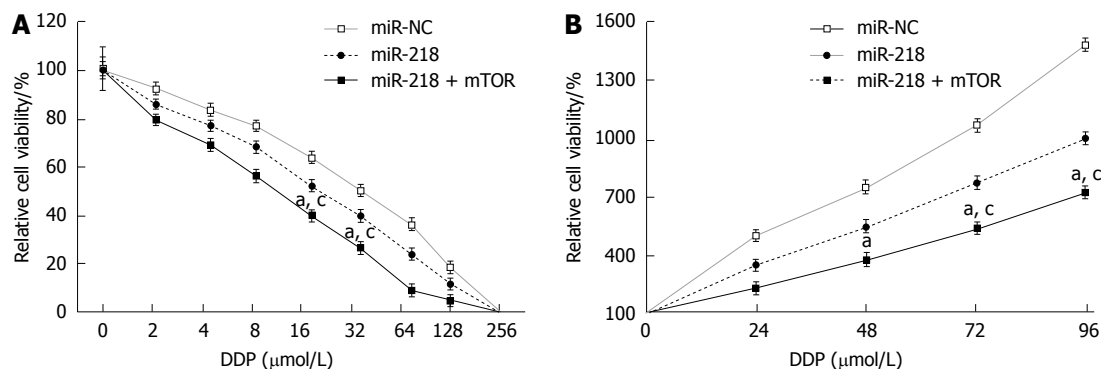 A
120
100
80
60
40
20
0
Relative cell viability/%
miR-NC
miR-218
miR-218 + mTOR
a, c
a, c
0 2 4 8 16 32 64 128 256
DDP (μmol/L)
B
1600
1300
1000
700
400
100
Relative cell viability/%
miR-NC
miR-218
miR-218 + mTOR
a
a, c
a, c
0 24 48 72 96
DDP (μmol/L)